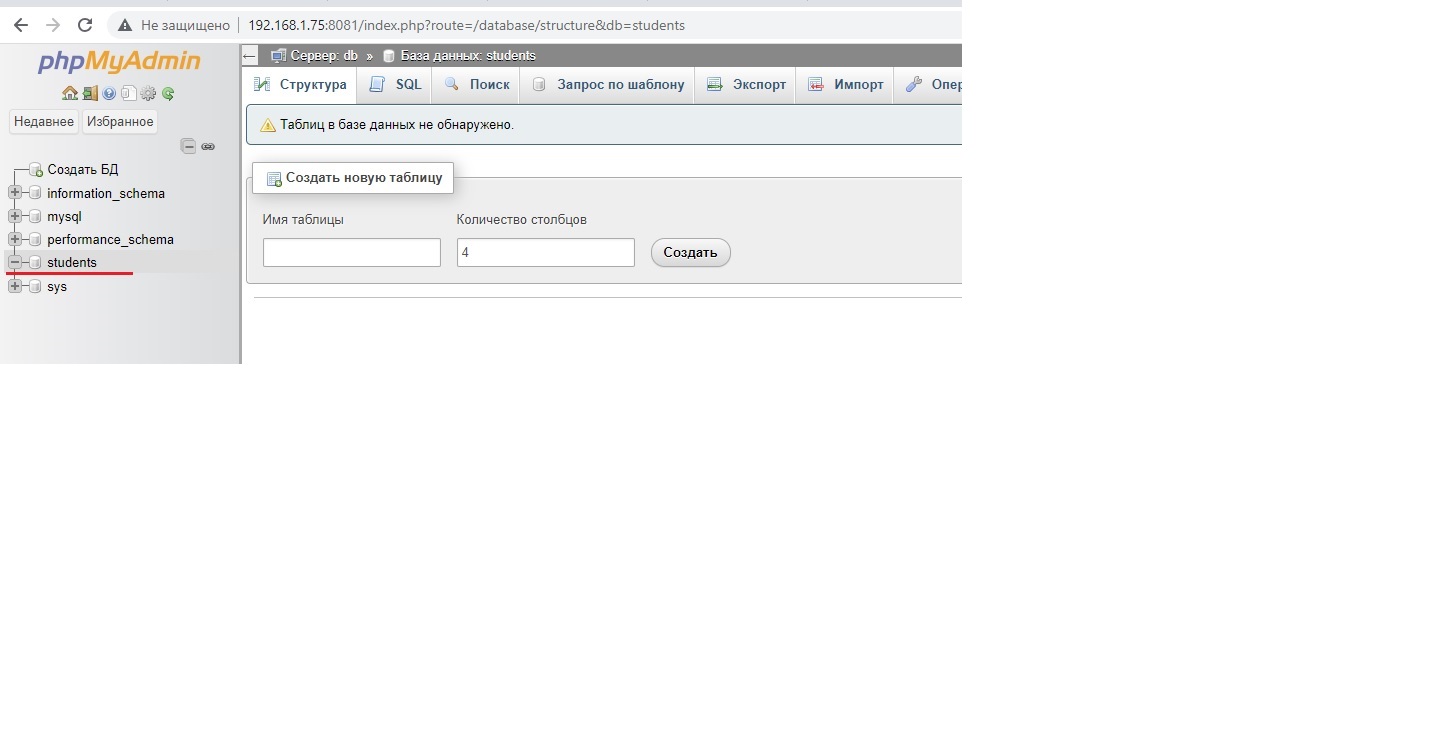 Не защищено 192.168.1.75:8081/index.php?route=/database/structure&db=students
phpMyAdmin
Недавнее Избранное
Создать БД
information_schema
mysql
performance_schema
students
sys
Сервер: db » База данных: students
Структура SQL Поиск Запрос по шаблону Экспорт Импорт Опер
Таблиц в базе данных не обнаружено.
Создать новую таблицу
Имя таблицы Количество столбцов
4 Создать